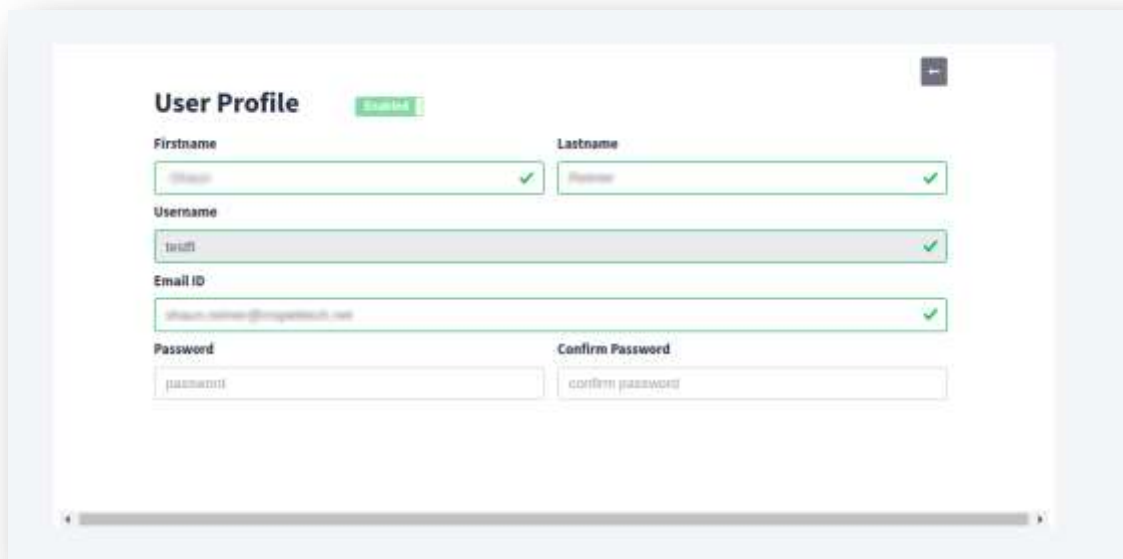 User Profile
Enabled
Firstname Lastname
Username
Email ID
Password Confirm Password
password confirm password